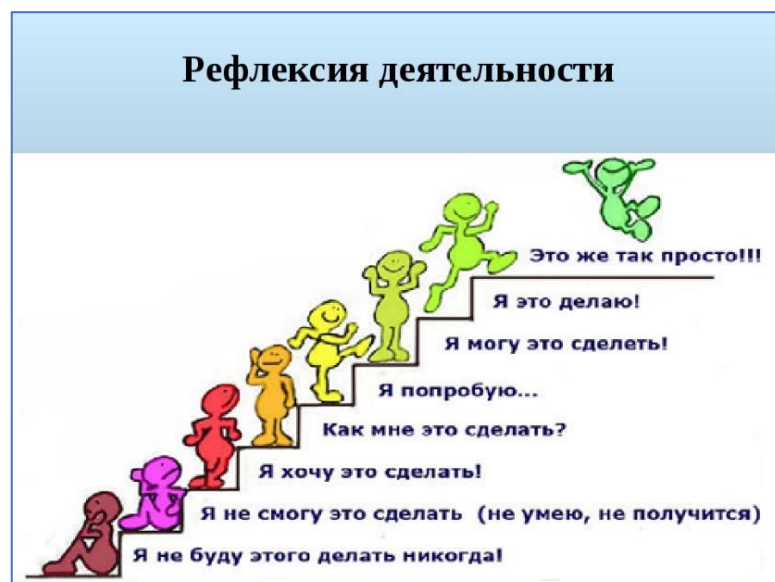 Рефлексия деятельности
Это же так просто!!!
Я это делаю!
Я могу это сделеть!
Я попробую...
Как мне это сделать?
Я хочу это сделать!
Я не смогу это сделать (не умею, не получится)
Я не буду этого делать никогда!